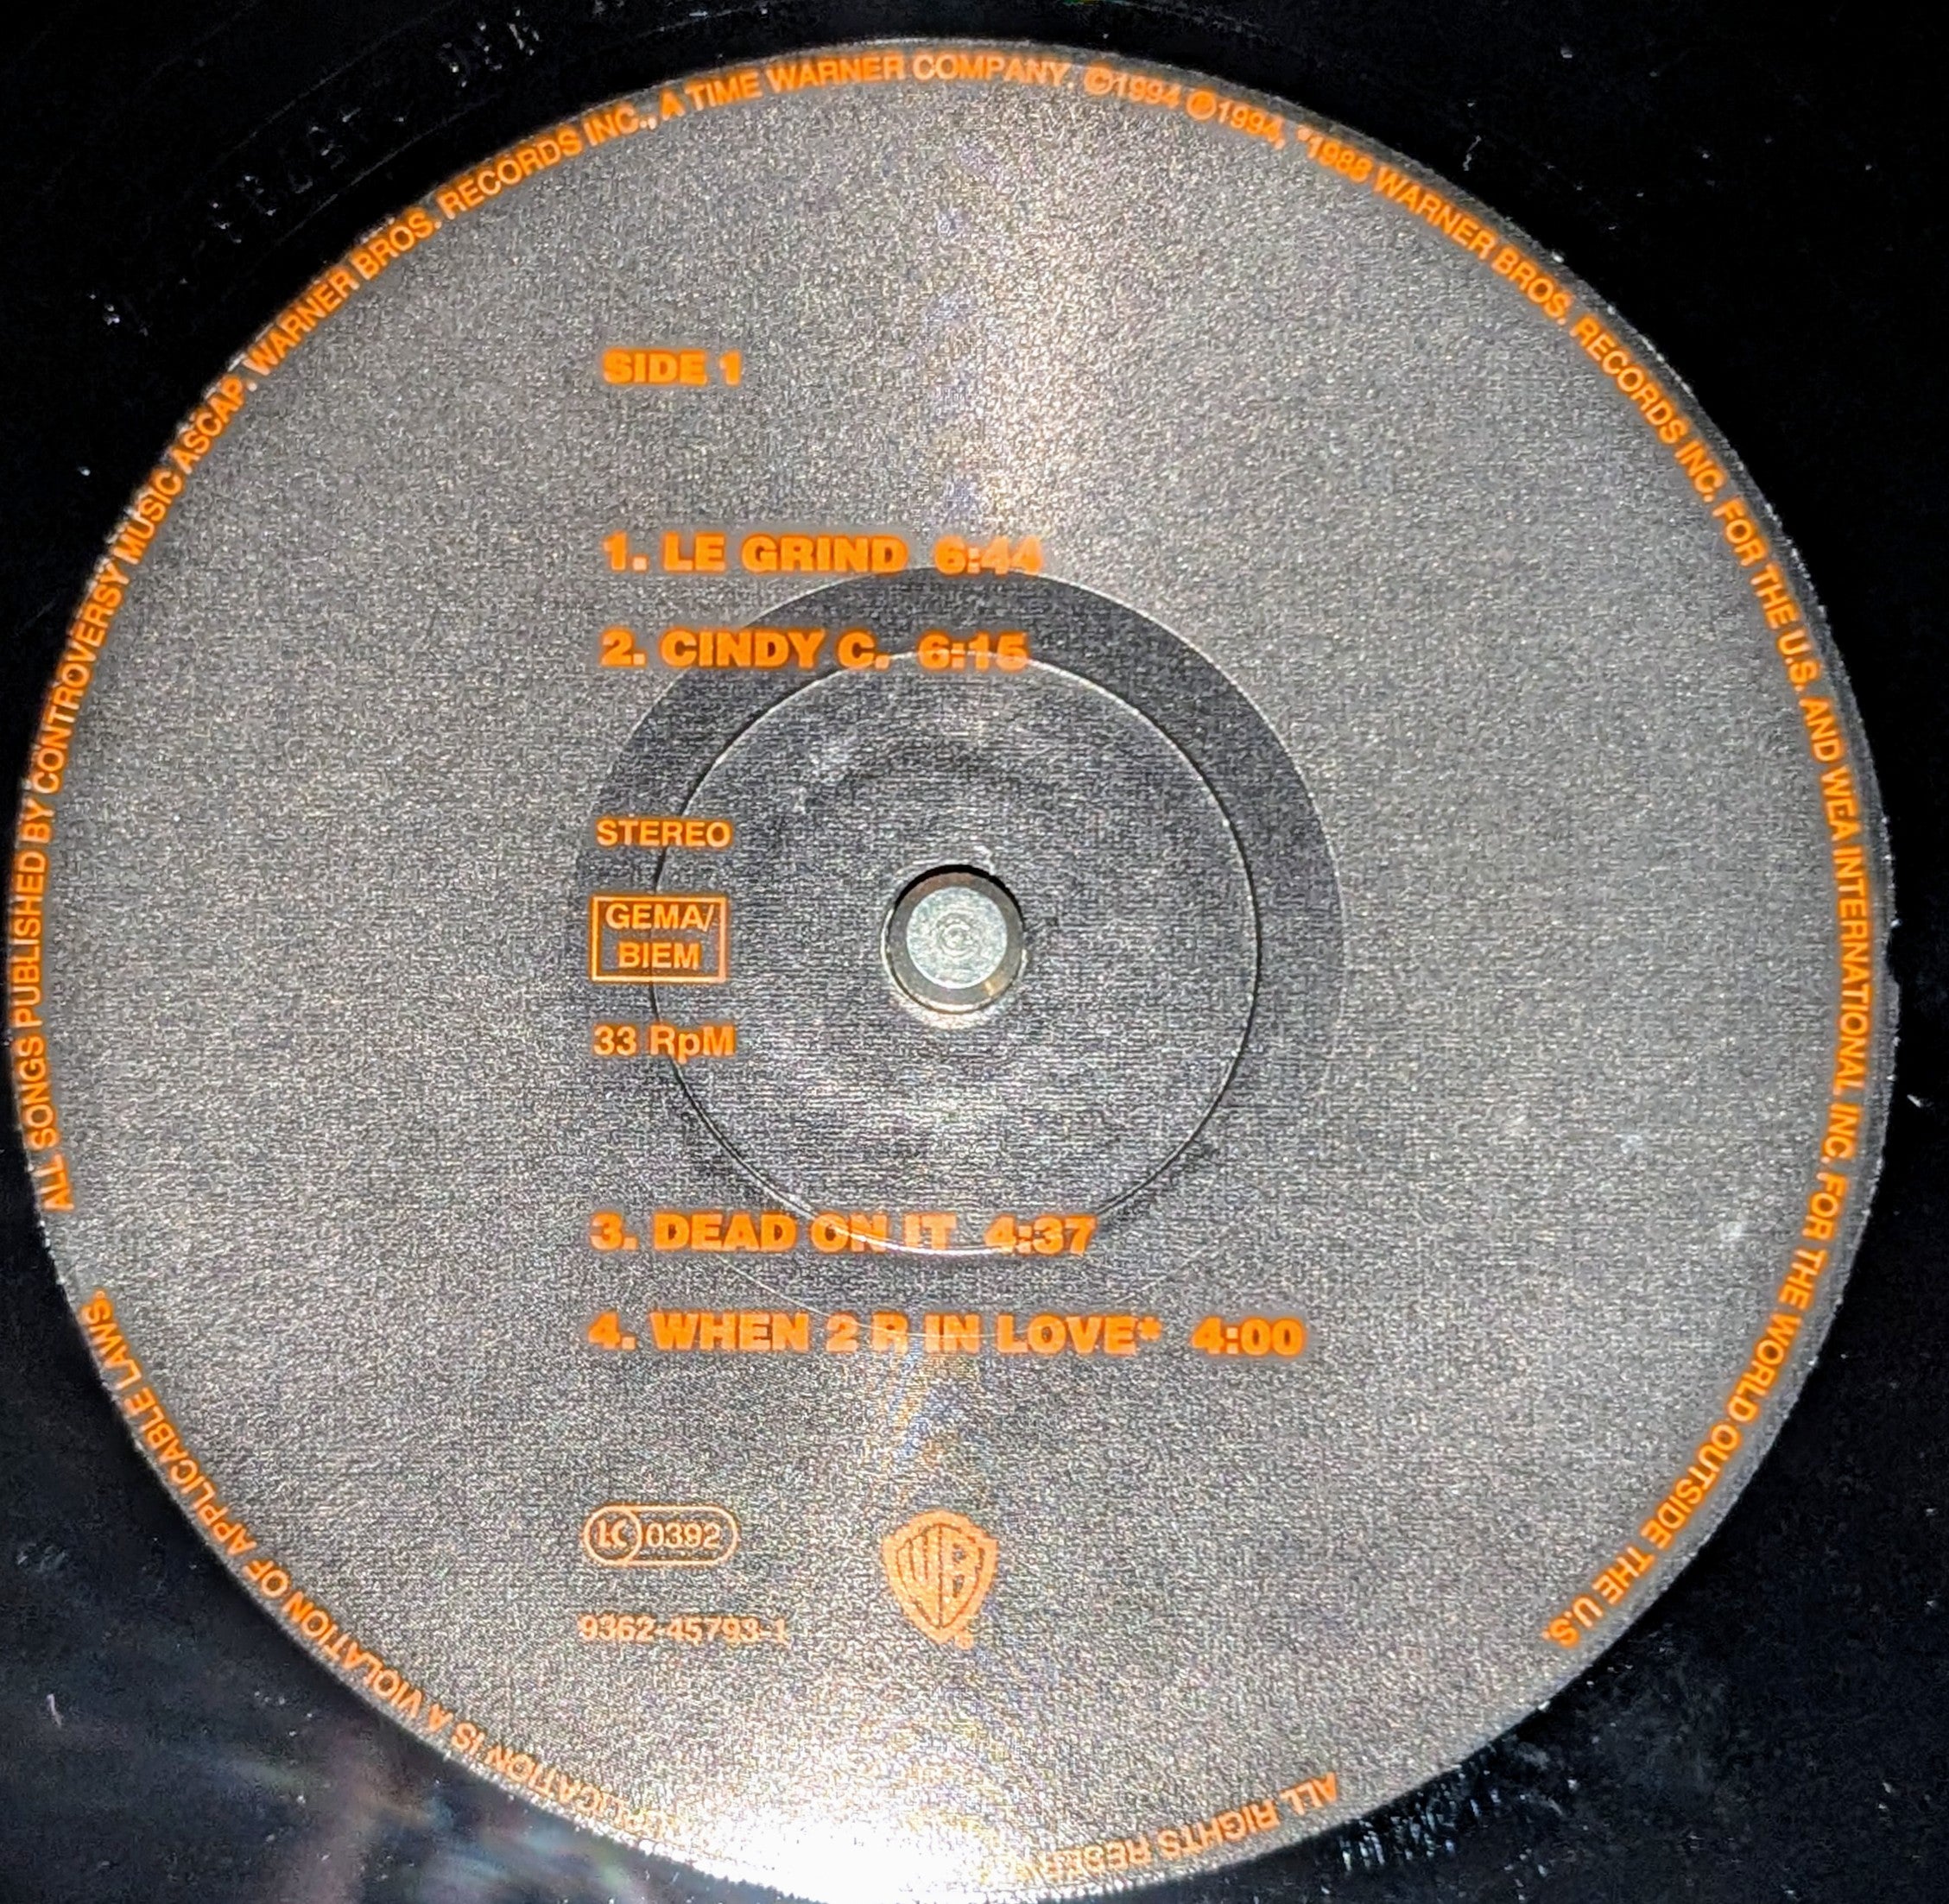 ALL SONGS PUBLISHED BY CONTROVERSY MUSIC ASCAP. WARNER BROS. RECORDS INC., A TIME WARNER COMPANY. ©1994 ℗1994, *1988 WARNER BROS. RECORDS INC. FOR THE U.S. AND WEA INTERNATIONAL INC. FOR THE WORLD OUTSIDE THE U.S.
SIDE 1
1. LE GRIND 6:44
2. CINDY C. 6:15
STEREO
GEMA/
BIEM
33 RpM
3. DEAD ON IT 4:37
4. WHEN 2 R IN LOVE* 4:00
LC 0392
WB
9362-45793-1
ALL RIGHTS IS A VIOLATION OF APPLICABLE LAWS.